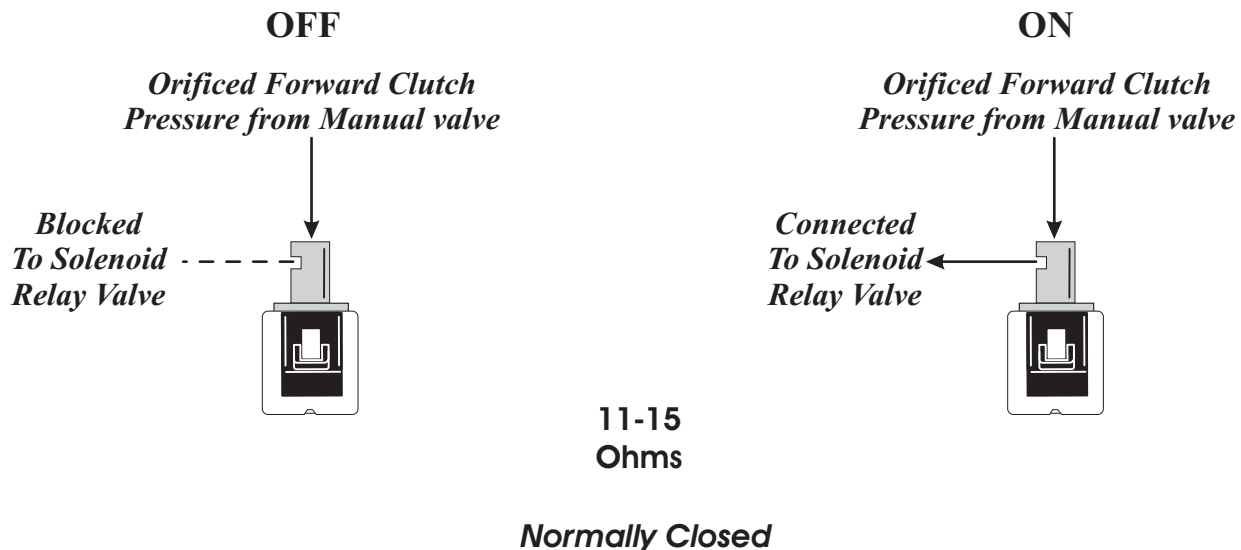 OFF
Orificed Forward Clutch
Pressure from Manual valve
Blocked
To Solenoid
Relay Valve
ON
Orificed Forward Clutch
Pressure from Manual valve
Connected
To Solenoid
Relay Valve
11-15
Ohms
Normally Closed